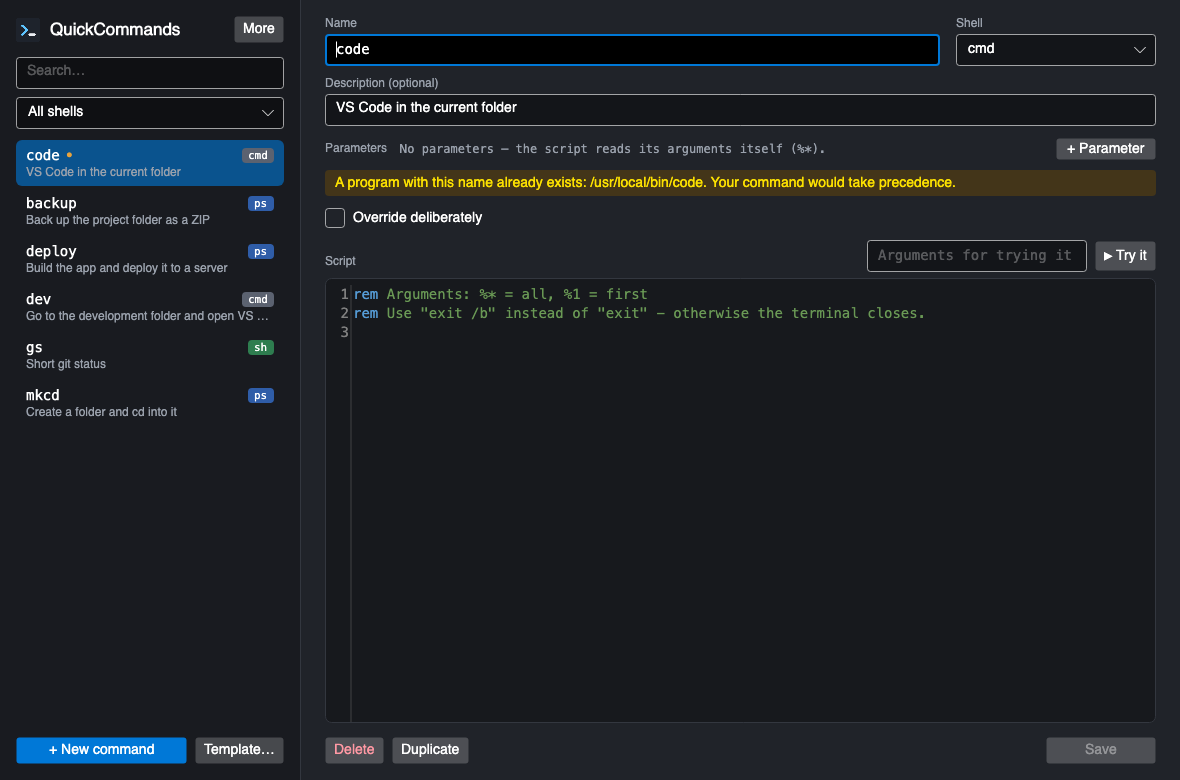 QuickCommands
More
Search...
All shells
code
cmd
VS Code in the current folder
backup
ps
Back up the project folder as a ZIP
deploy
ps
Build the app and deploy it to a server
dev
cmd
Go to the development folder and open VS ...
gs
sh
Short git status
mkcd
ps
Create a folder and cd into it
+ New command
Template...
Name
Shell
code
cmd
Description (optional)
VS Code in the current folder
Parameters
No parameters — the script reads its arguments itself (%*).
+ Parameter
A program with this name already exists: /usr/local/bin/code. Your command would take precedence.
Override deliberately
Script
Arguments for trying it
▶ Try it
1 rem Arguments: %* = all, %1 = first
2 rem Use "exit /b" instead of "exit" – otherwise the terminal closes.
3
Delete
Duplicate
Save